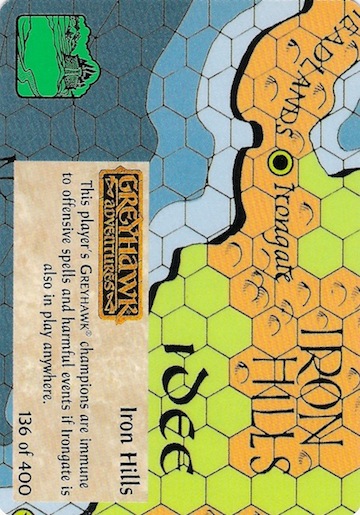 HEADLANDS
Irongate
IRON
HILLS
Idee
GREYHAWK
ADVENTURES
Iron Hills
This player's GREYHAWK® champions are immune
to offensive spells and harmful events if Irongate is
also in play anywhere.
136 of 400